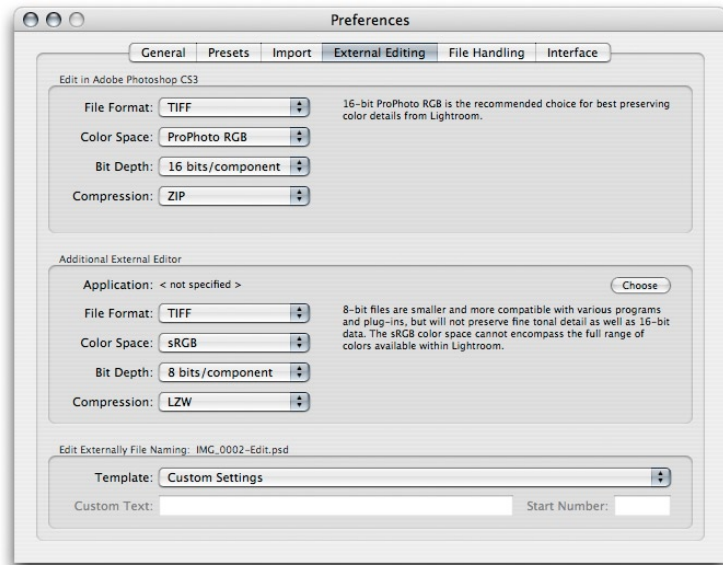 Preferences
General Presets Import External Editing File Handling Interface
Edit in Adobe Photoshop CS3
File Format: TIFF
16-bit ProPhoto RGB is the recommended choice for best preserving
color details from Lightroom.
Color Space: ProPhoto RGB
Bit Depth: 16 bits/component
Compression: ZIP
Additional External Editor
Application: < not specified > Choose
File Format: TIFF
8-bit files are smaller and more compatible with various programs
and plug-ins, but will not preserve fine tonal detail as well as 16-bit
data. The sRGB color space cannot encompass the full range of
colors available within Lightroom.
Color Space: sRGB
Bit Depth: 8 bits/component
Compression: LZW
Edit Externally File Naming: IMG_0002-Edit.psd
Template: Custom Settings
Custom Text: Start Number: